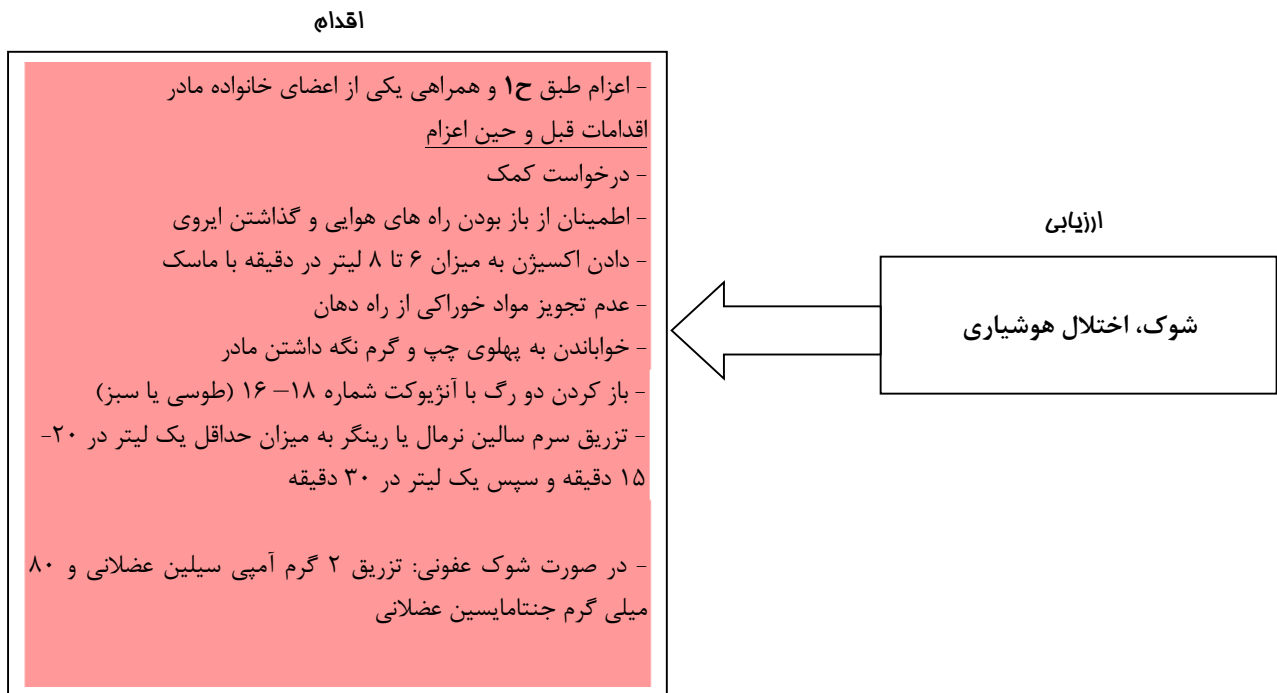 اقدام
- اعزام طبق ح۱ و همراهی یکی از اعضای خانواده مادر
اقدامات قبل و حین اعزام
- درخواست کمک
- اطمینان از باز بودن راه های هوایی و گذاشتن ایروی
- دادن اکسیژن به میزان ۶ تا ۸ لیتر در دقیقه با ماسک
- عدم تجویز مواد خوراکی از راه دهان
- خواباندن به پهلوی چپ و گرم نگه داشتن مادر
- باز کردن دو رگ با آنژیوکت شماره ۱۸– ۱۶ (طوسی یا سبز)
- تزریق سرم سالین نرمال یا رینگر به میزان حداقل یک لیتر در ۲۰-
۱۵ دقیقه و سپس یک لیتر در ۳۰ دقیقه
- در صورت شوک عفونی: تزریق ۲ گرم آمپی سیلین عضلانی و ۸۰
میلی گرم جنتامایسین عضلانی
ارزیابی
شوک، اختلال هوشیاری